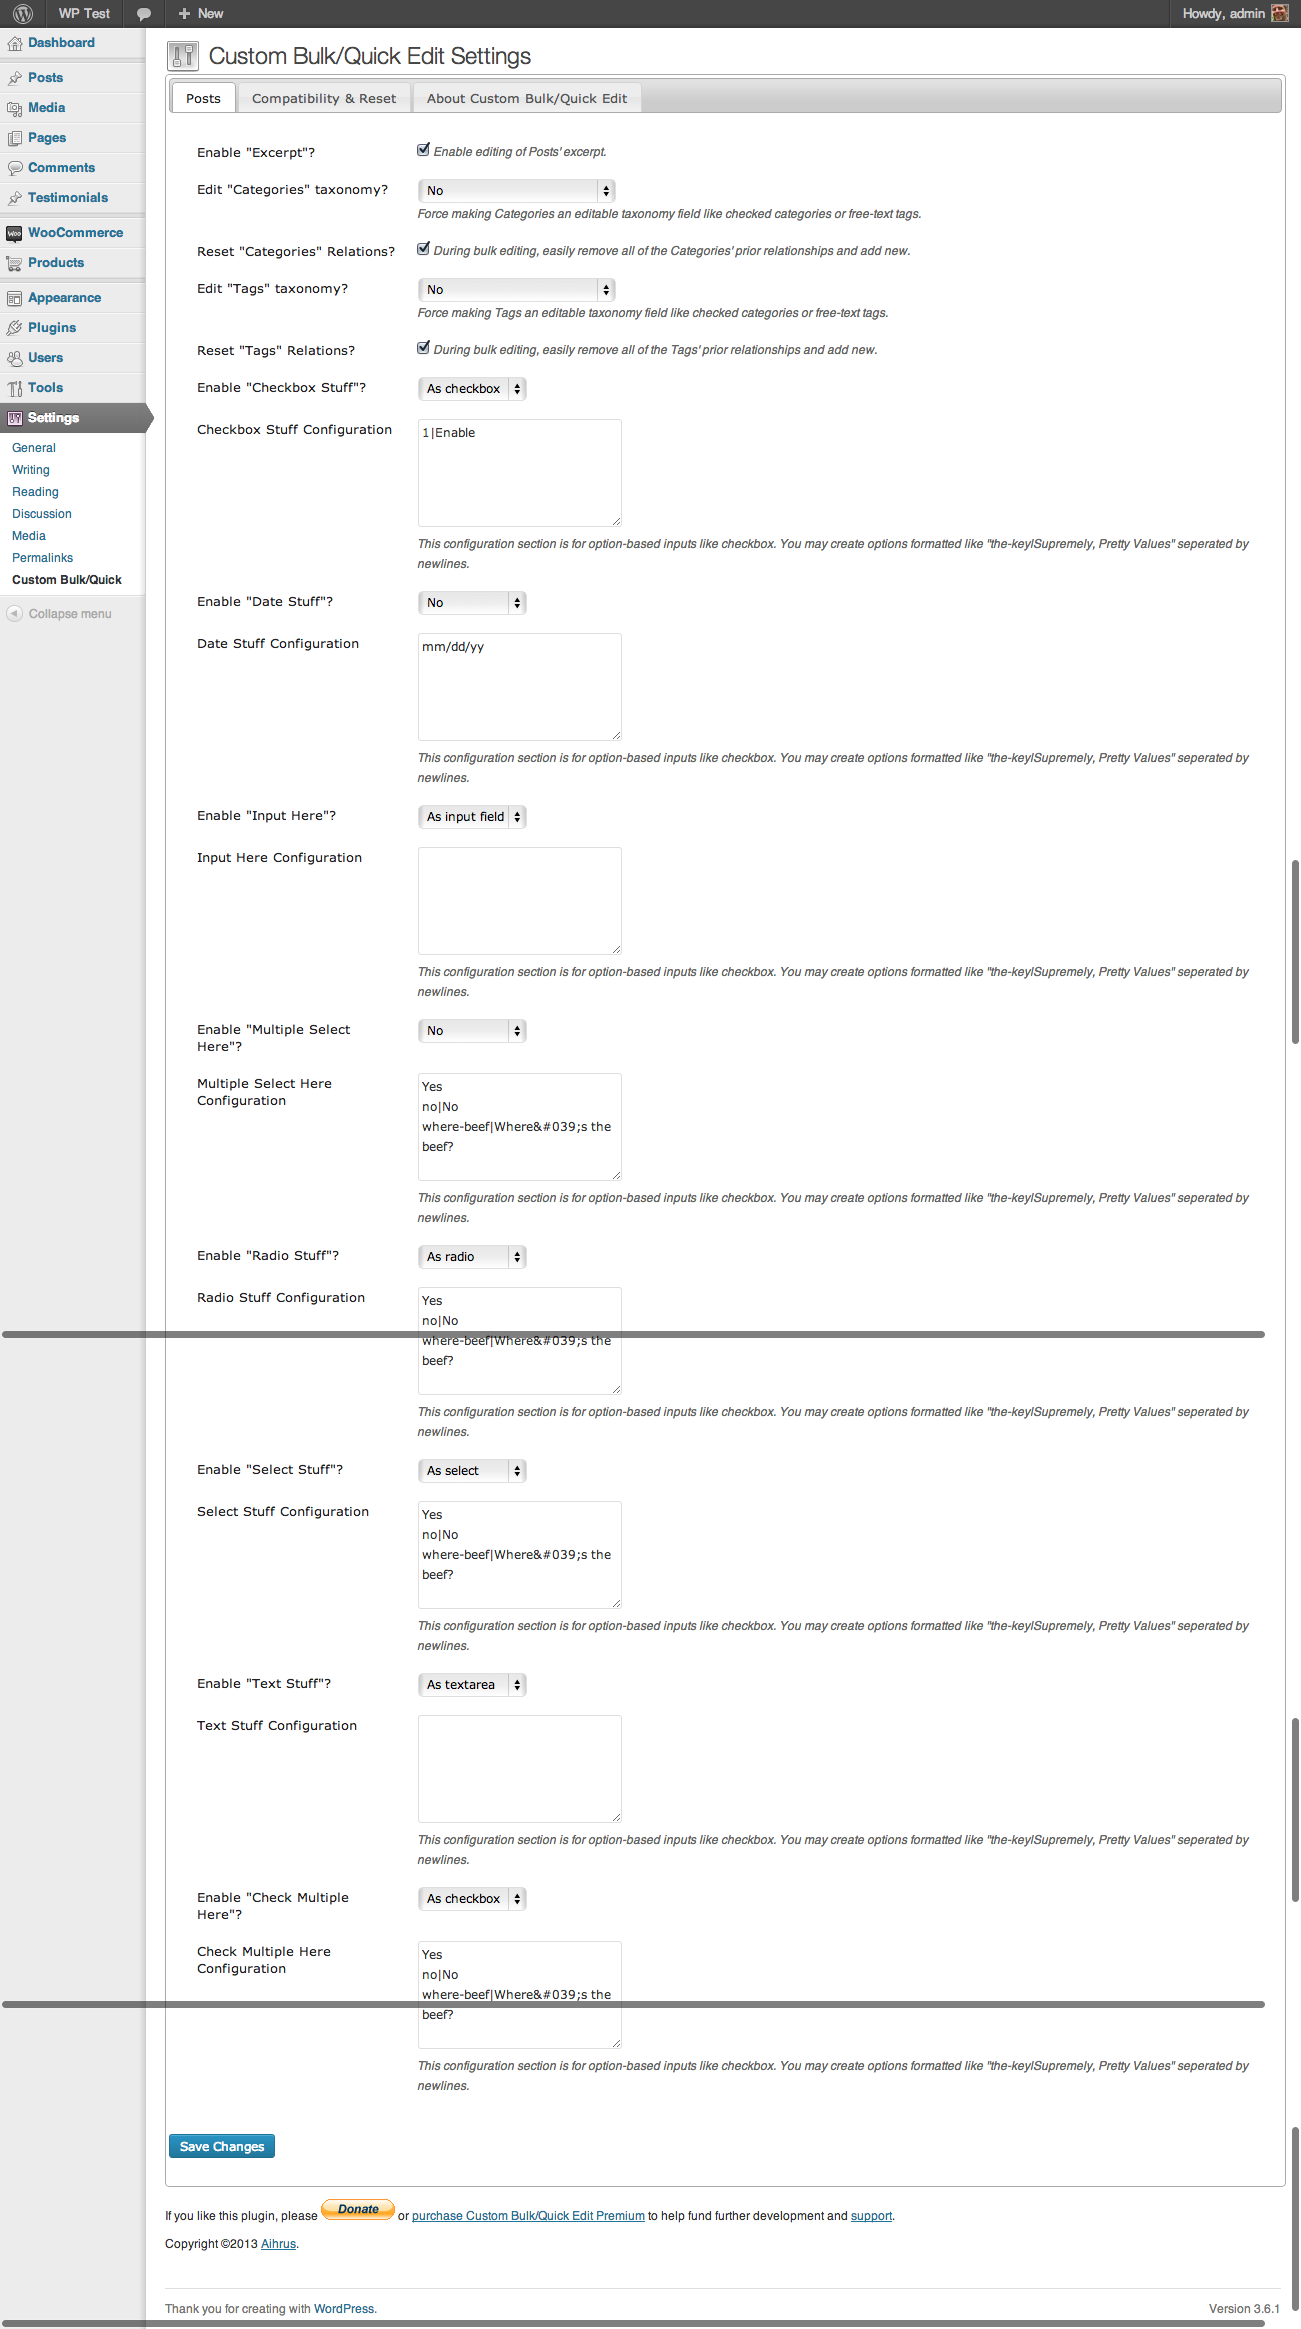 WP Test
New
Howdy, admin
Dashboard
Posts
Media
Pages
Comments
Testimonials
WooCommerce
Products
Appearance
Plugins
Users
Tools
Settings
General
Writing
Reading
Discussion
Media
Permalinks
Custom Bulk/Quick
Collapse menu
Custom Bulk/Quick Edit Settings
Posts
Compatibility & Reset
About Custom Bulk/Quick Edit
Enable "Excerpt"?
Enable editing of Posts' excerpt.
Edit "Categories" taxonomy?
No
Force making Categories an editable taxonomy field like checked categories or free-text tags.
Reset "Categories" Relations?
During bulk editing, easily remove all of the Categories' prior relationships and add new.
Edit "Tags" taxonomy?
No
Force making Tags an editable taxonomy field like checked categories or free-text tags.
Reset "Tags" Relations?
During bulk editing, easily remove all of the Tags' prior relationships and add new.
Enable "Checkbox Stuff"?
As checkbox
Checkbox Stuff Configuration
1|Enable
This configuration section is for option-based inputs like checkbox. You may create options formatted like "the-key|Supremely, Pretty Values" seperated by
newlines.
Enable "Date Stuff"?
No
Date Stuff Configuration
mm/dd/yy
This configuration section is for option-based inputs like checkbox. You may create options formatted like "the-key|Supremely, Pretty Values" seperated by
newlines.
Enable "Input Here"?
As input field
Input Here Configuration
This configuration section is for option-based inputs like checkbox. You may create options formatted like "the-key|Supremely, Pretty Values" seperated by
newlines.
Enable "Multiple Select
Here"?
No
Multiple Select Here
Configuration
Yes
no|No
where-beef|Where&#039;s the
beef?
This configuration section is for option-based inputs like checkbox. You may create options formatted like "the-key|Supremely, Pretty Values" seperated by
newlines.
Enable "Radio Stuff"?
As radio
Radio Stuff Configuration
Yes
no|No
where-beef|Where&#039;s the
beef?
This configuration section is for option-based inputs like checkbox. You may create options formatted like "the-key|Supremely, Pretty Values" seperated by
newlines.
Enable "Select Stuff"?
As select
Select Stuff Configuration
Yes
no|No
where-beef|Where&#039;s the
beef?
This configuration section is for option-based inputs like checkbox. You may create options formatted like "the-key|Supremely, Pretty Values" seperated by
newlines.
Enable "Text Stuff"?
As textarea
Text Stuff Configuration
This configuration section is for option-based inputs like checkbox. You may create options formatted like "the-key|Supremely, Pretty Values" seperated by
newlines.
Enable "Check Multiple
Here"?
As checkbox
Check Multiple Here
Configuration
Yes
no|No
where-beef|Where&#039;s the
beef?
This configuration section is for option-based inputs like checkbox. You may create options formatted like "the-key|Supremely, Pretty Values" seperated by
newlines.
Save Changes
If you like this plugin, please Donate or purchase Custom Bulk/Quick Edit Premium to help fund further development and support.
Copyright ©2013 Aihrus.
Thank you for creating with WordPress.
Version 3.6.1